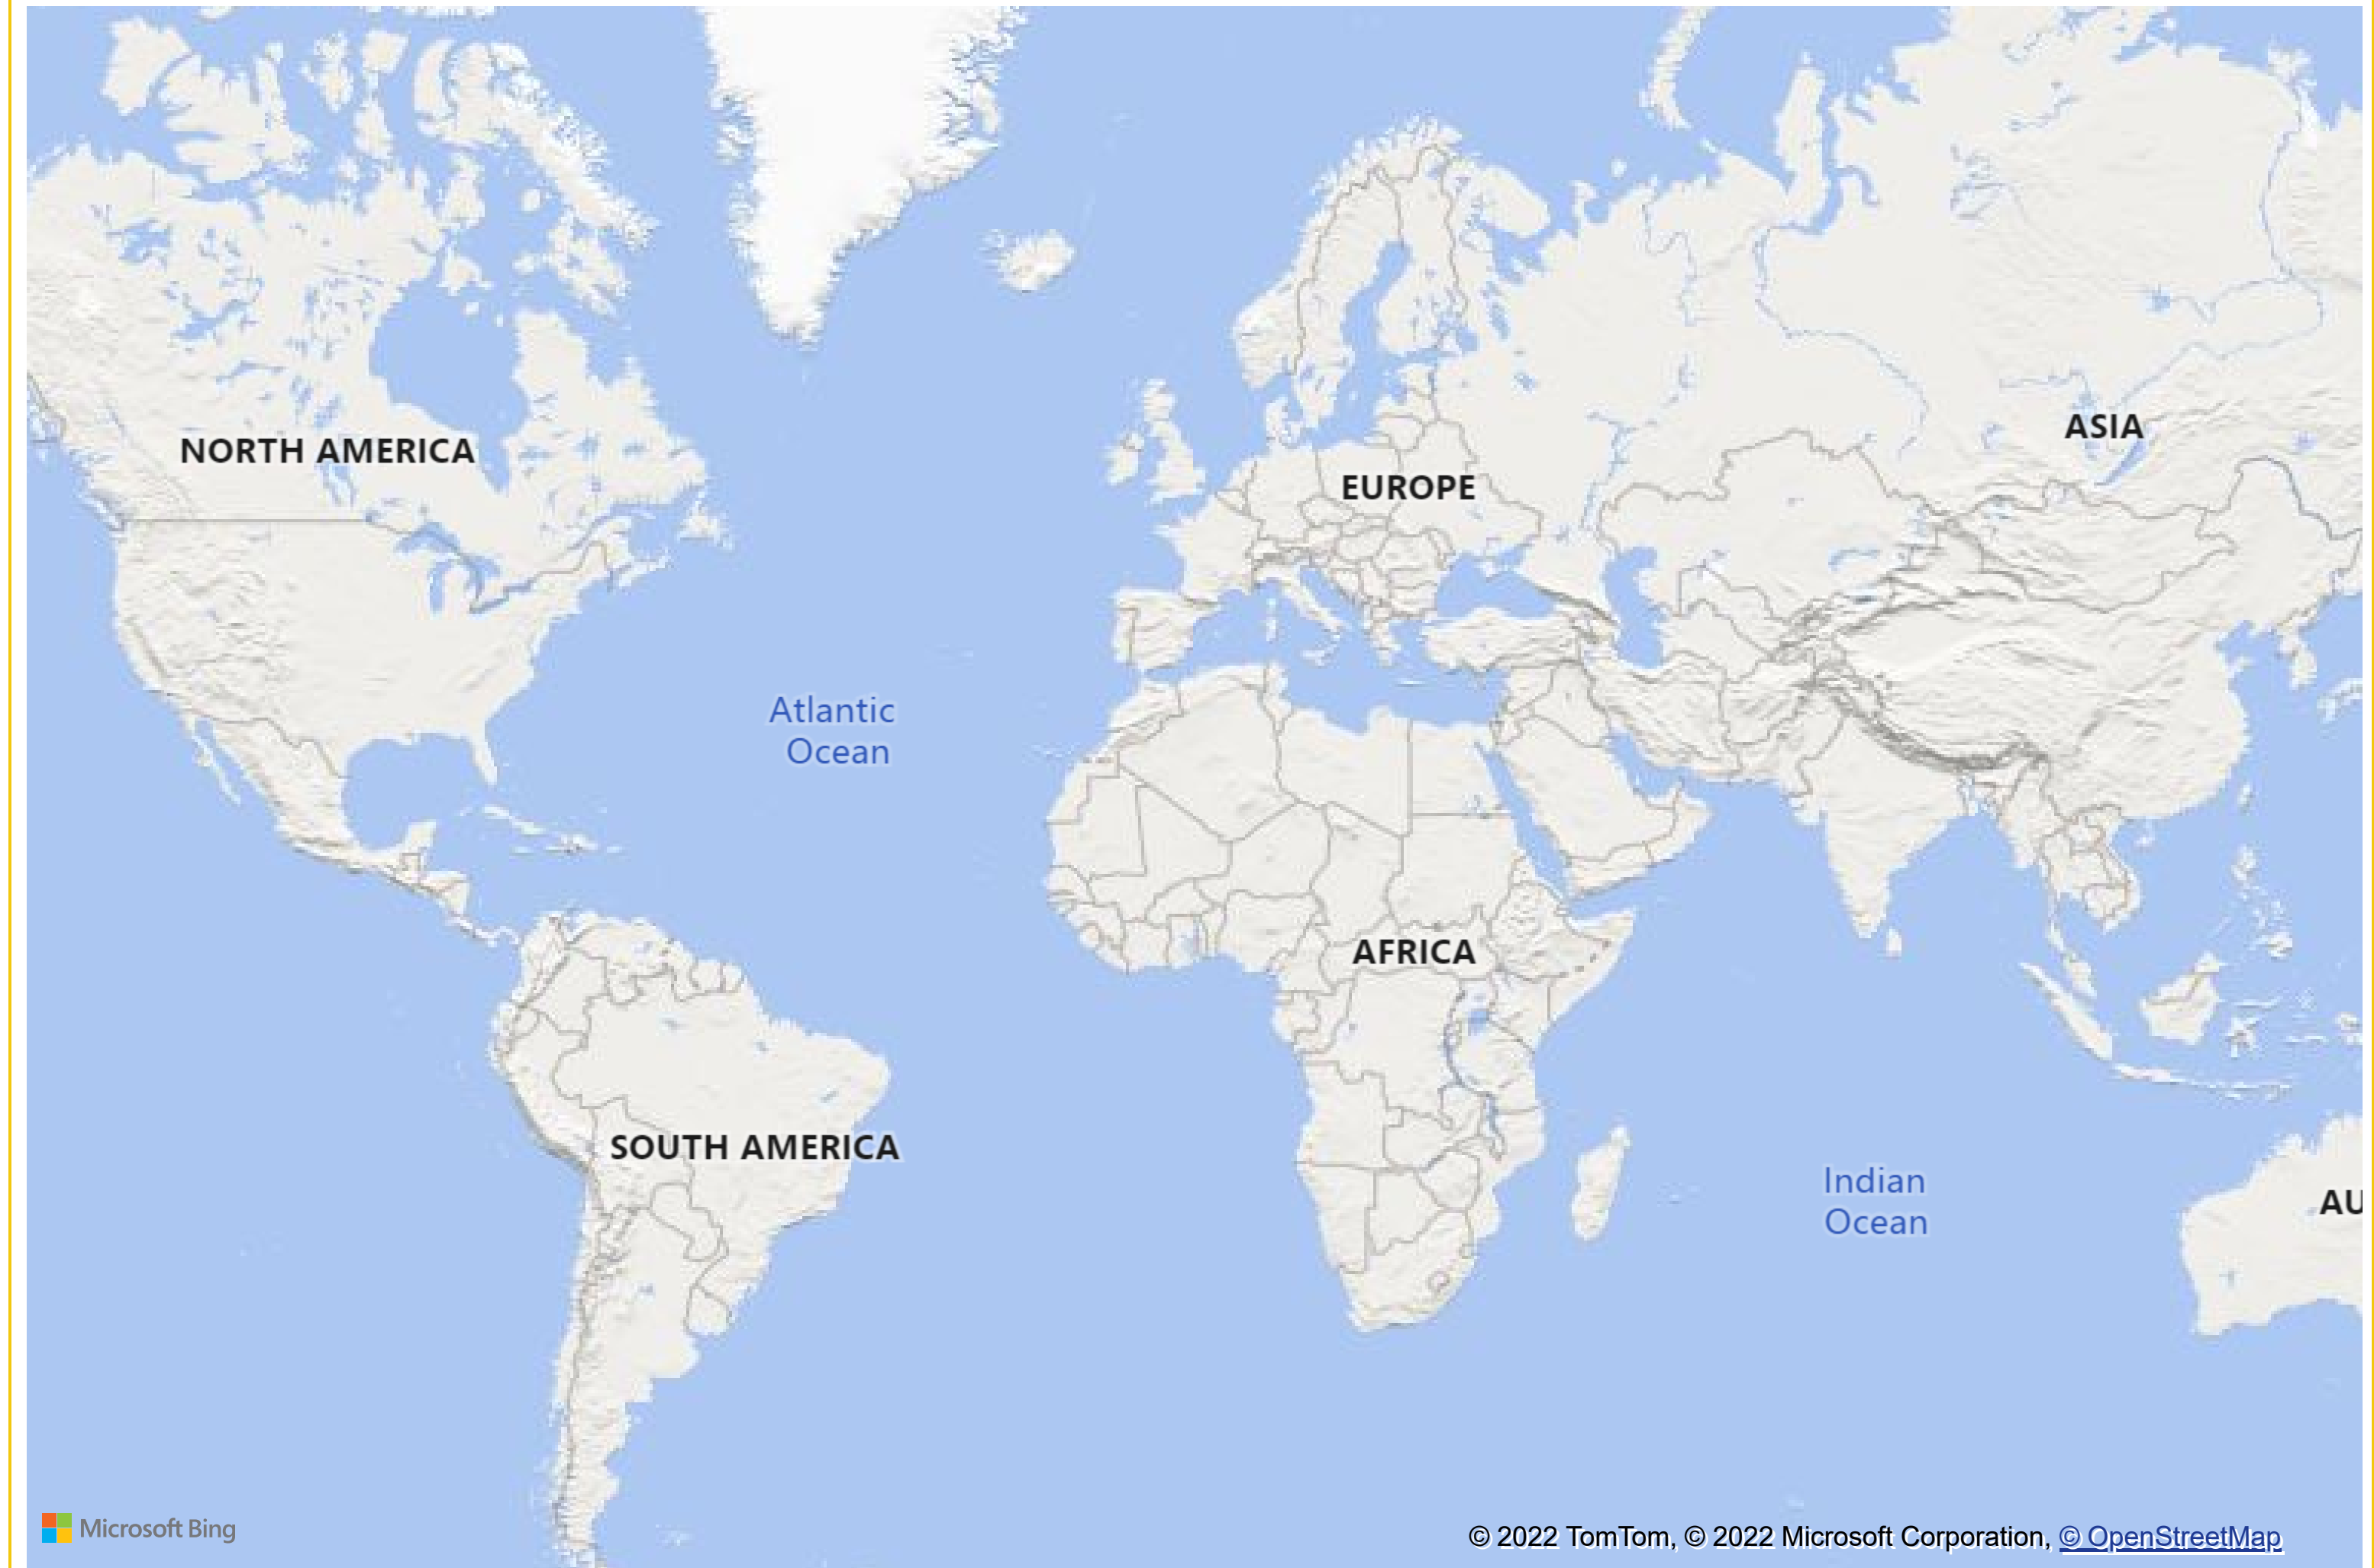 ASIA
NORTH AMERICA
EUROPE
Atlantic
Ocean
AFRICA
SOUTH AMERICA
Indian
Ocean
AU
Microsoft Bing
© 2022 TomTom, © 2022 Microsoft Corporation, © OpenStreetMap